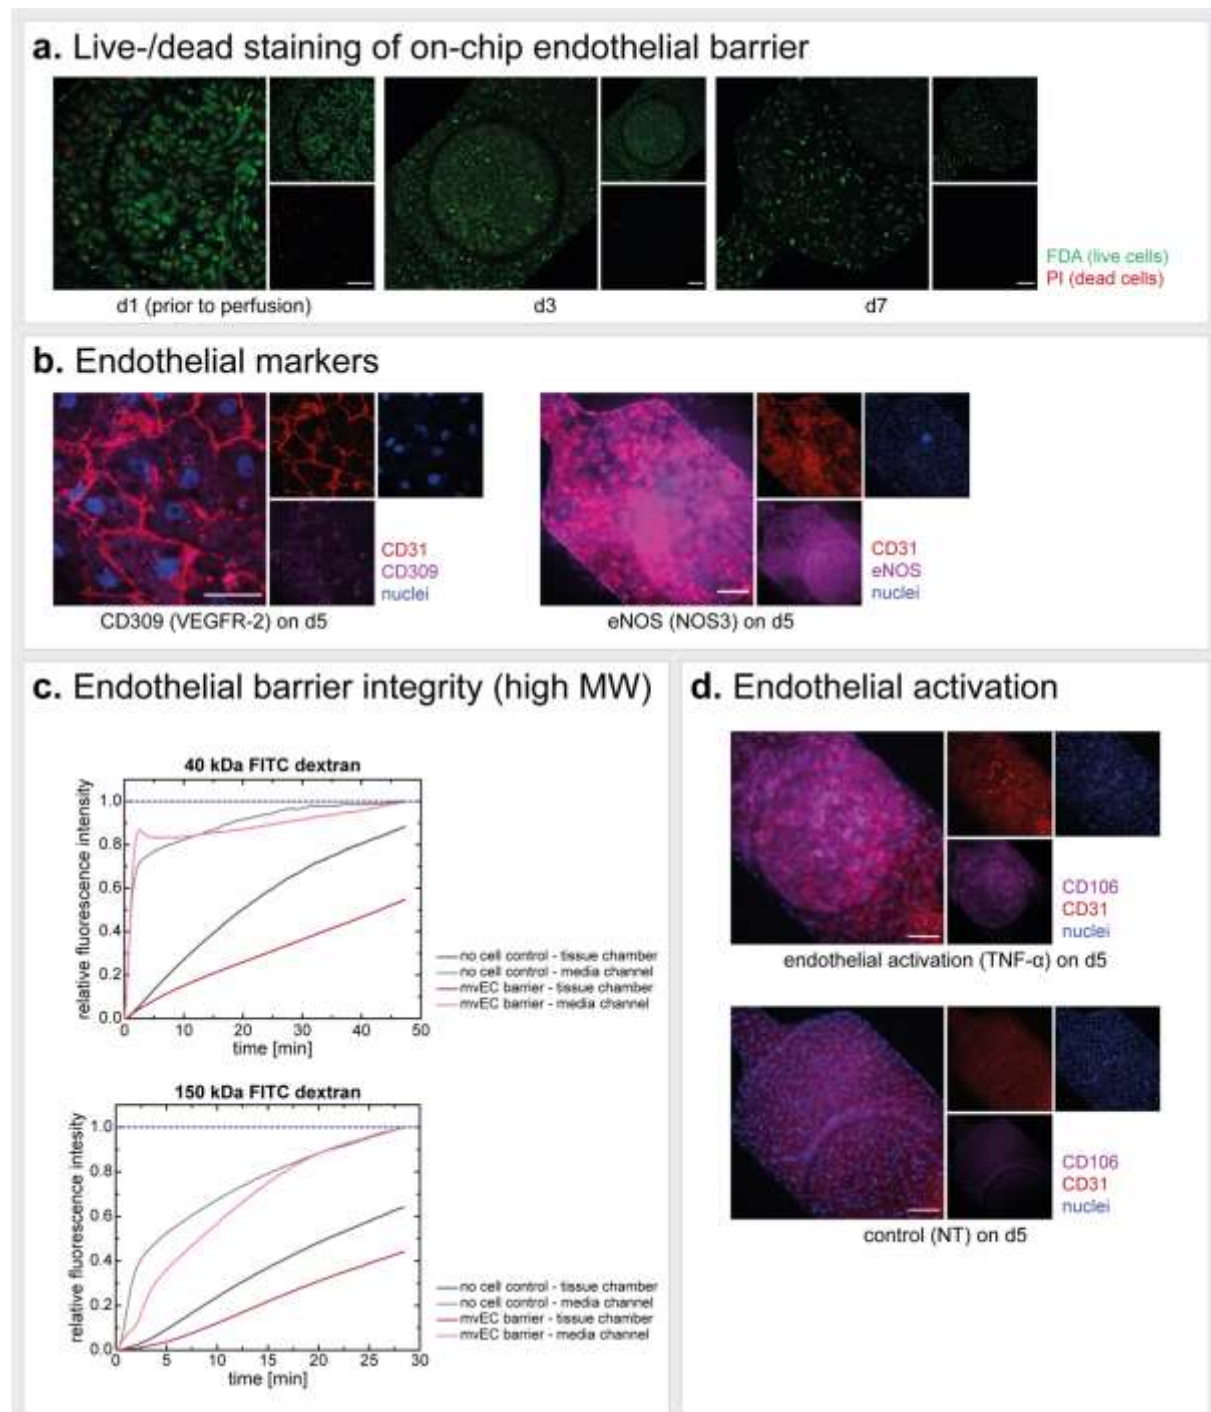 a. Live-/dead staining of on-chip endothelial barrier
FDA (live cells)
PI (dead cells)
d1 (prior to perfusion)
d3
d7
b. Endothelial markers
CD31
CD309
nuclei
CD309 (VEGFR-2) on d5
CD31
eNOS
nuclei
eNOS (NOS3) on d5
c. Endothelial barrier integrity (high MW)
40 kDa FITC dextran
relative fluorescence intensity
1.0
0.8
0.6
0.4
0.2
0.0
0 10 20 30 40 50
time [min]
no cell control - tissue chamber
no cell control - media channel
mvEC barrier - tissue chamber
mvEC barrier - media channel
150 kDa FITC dextran
relative fluorescence intesity
1.0
0.8
0.6
0.4
0.2
0.0
0 5 10 15 20 25 30
time [min]
no cell control - tissue chamber
no cell control - media channel
mvEC barrier - tissue chamber
mvEC barrier - media channel
d. Endothelial activation
CD106
CD31
nuclei
endothelial activation (TNF-α) on d5
CD106
CD31
nuclei
control (NT) on d5